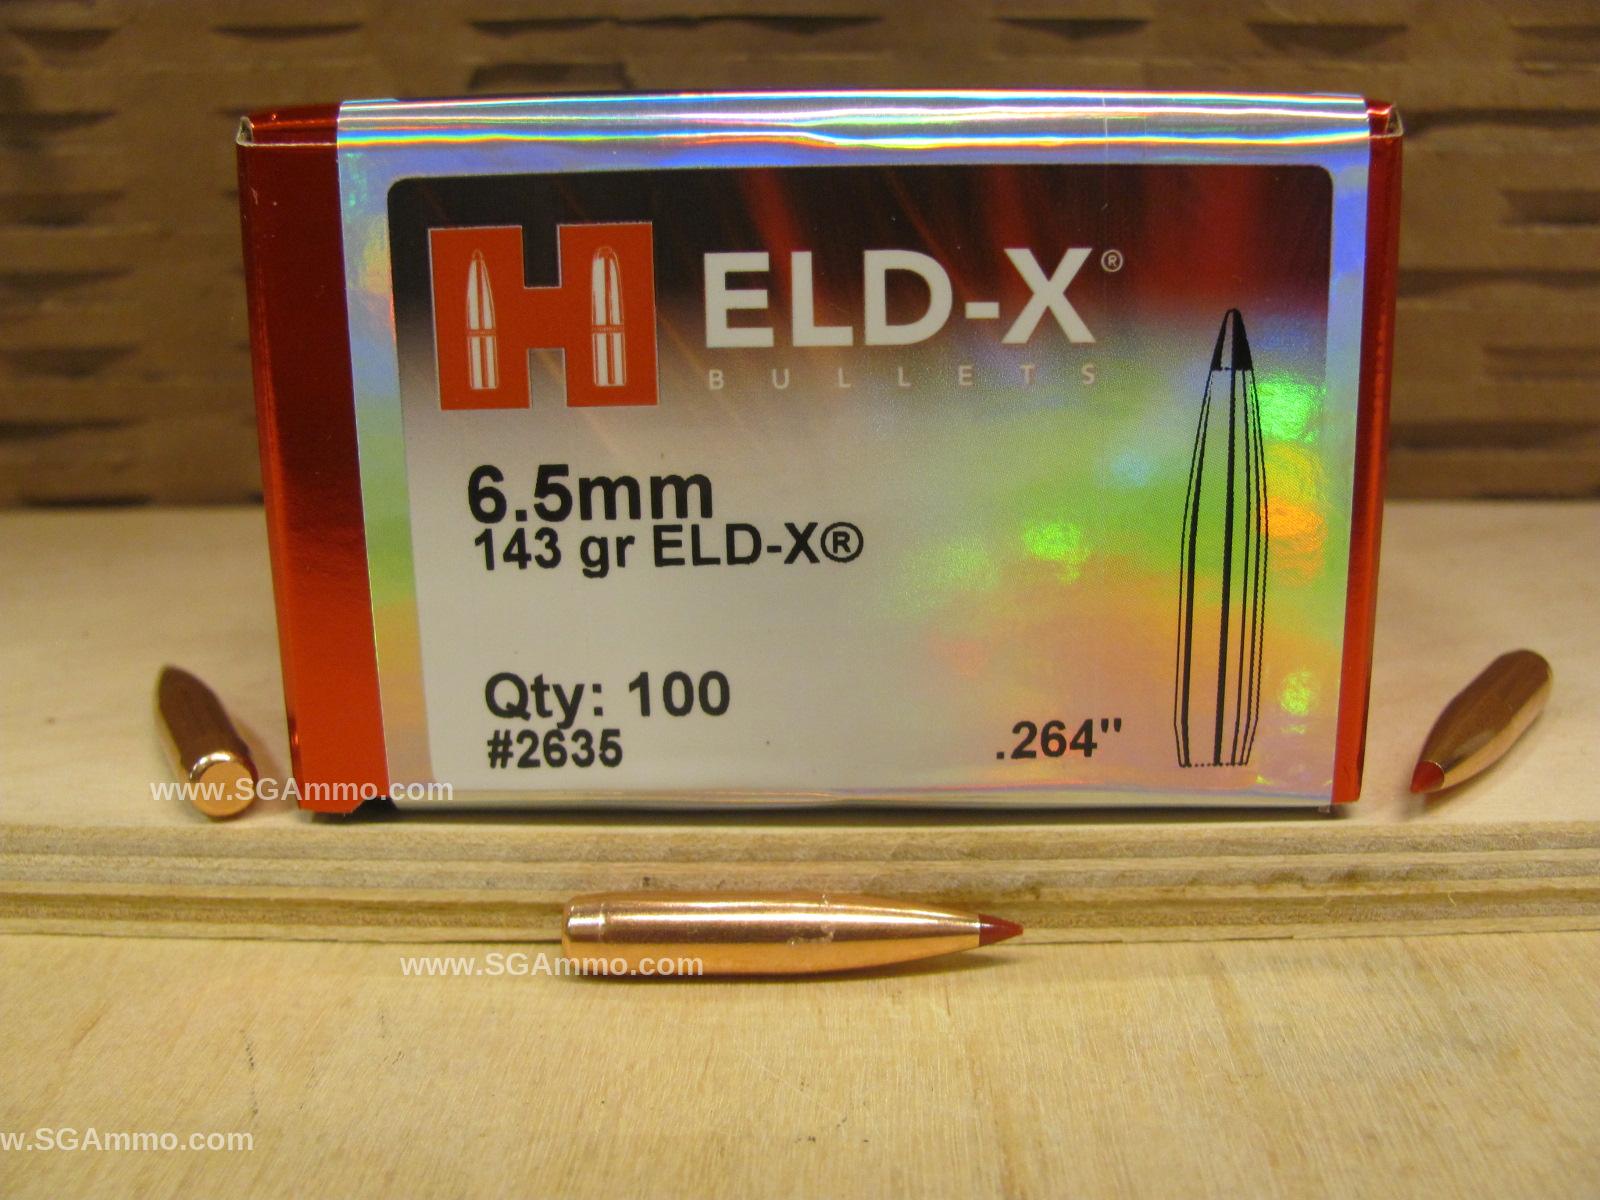 H ELD-X®
BULLETS
6.5mm
143 gr ELD-X®
Qty: 100
#2635
.264"
www.SGAmmo.com
www.SGAmmo.com
w.SGAmmo.com